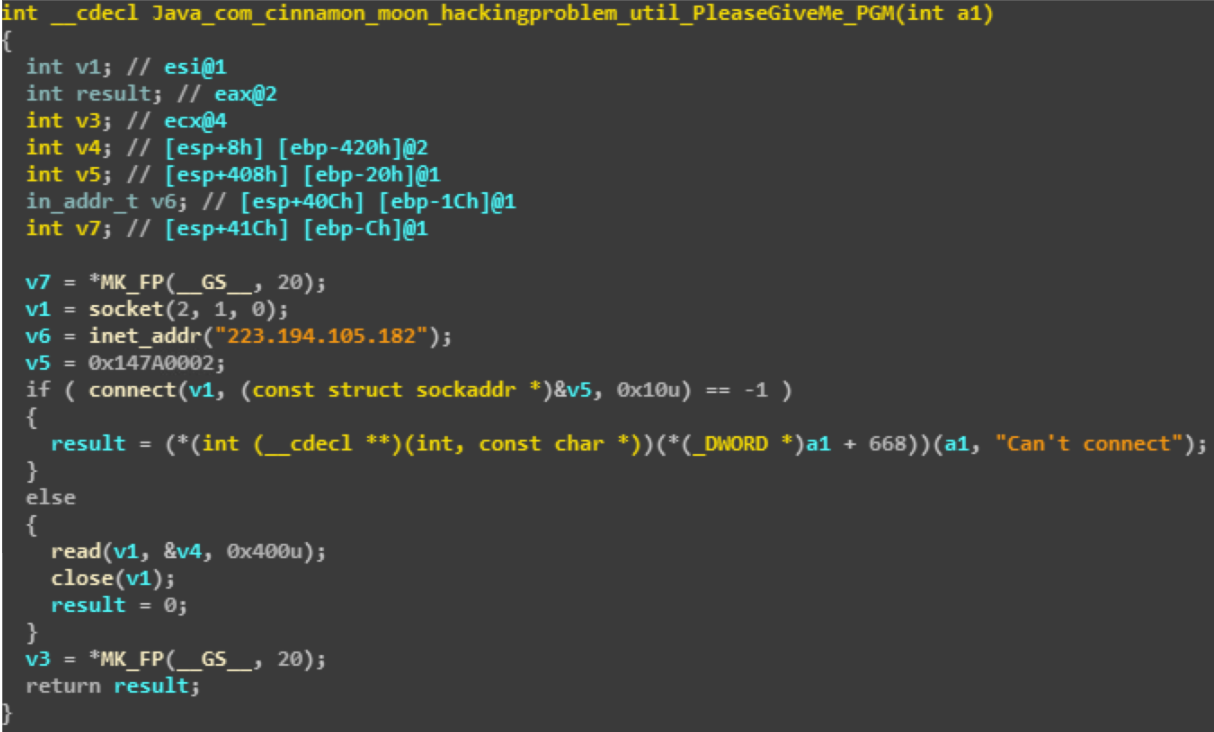 int __cdecl Java_com_cinnamon_moon_hackingproblem_util_PleaseGiveMe_PGM(int a1)
{
int v1; // esi@1
int result; // eax@2
int v3; // ecx@4
int v4; // [esp+8h] [ebp-420h]@2
int v5; // [esp+408h] [ebp-20h]@1
in_addr_t v6; // [esp+40Ch] [ebp-1Ch]@1
int v7; // [esp+41Ch] [ebp-Ch]@1
v7 = *MK_FP(__GS__, 20);
v1 = socket(2, 1, 0);
v6 = inet_addr("223.194.105.182");
v5 = 0x147A0002;
if ( connect(v1, (const struct sockaddr *)&v5, 0x10u) == -1 )
{
result = (*(int (__cdecl **)(int, const char *))(*(_DWORD *)a1 + 668))(a1, "Can't connect");
}
else
{
read(v1, &v4, 0x400u);
close(v1);
result = 0;
}
v3 = *MK_FP(__GS__, 20);
return result;
}